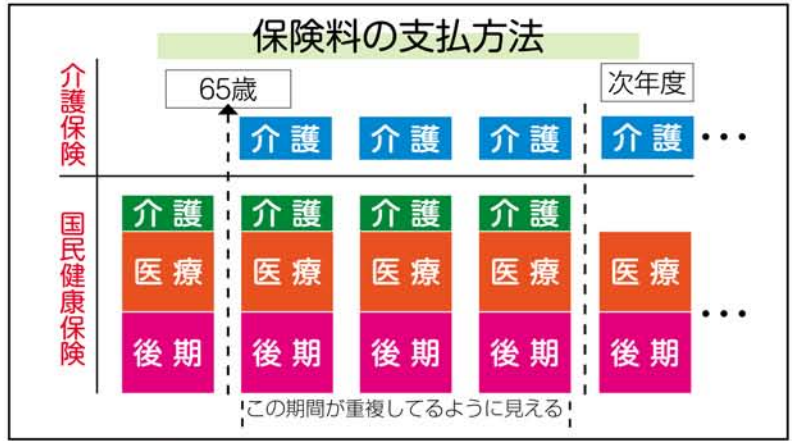 保険料の支払方法
65歳
次年度
介護保険
介護 介護 介護 介護 •••
国民健康保険
介護 介護 介護 介護
医療 医療 医療 医療 医療
•••
後期 後期 後期 後期 後期
この期間が重複してるように見える